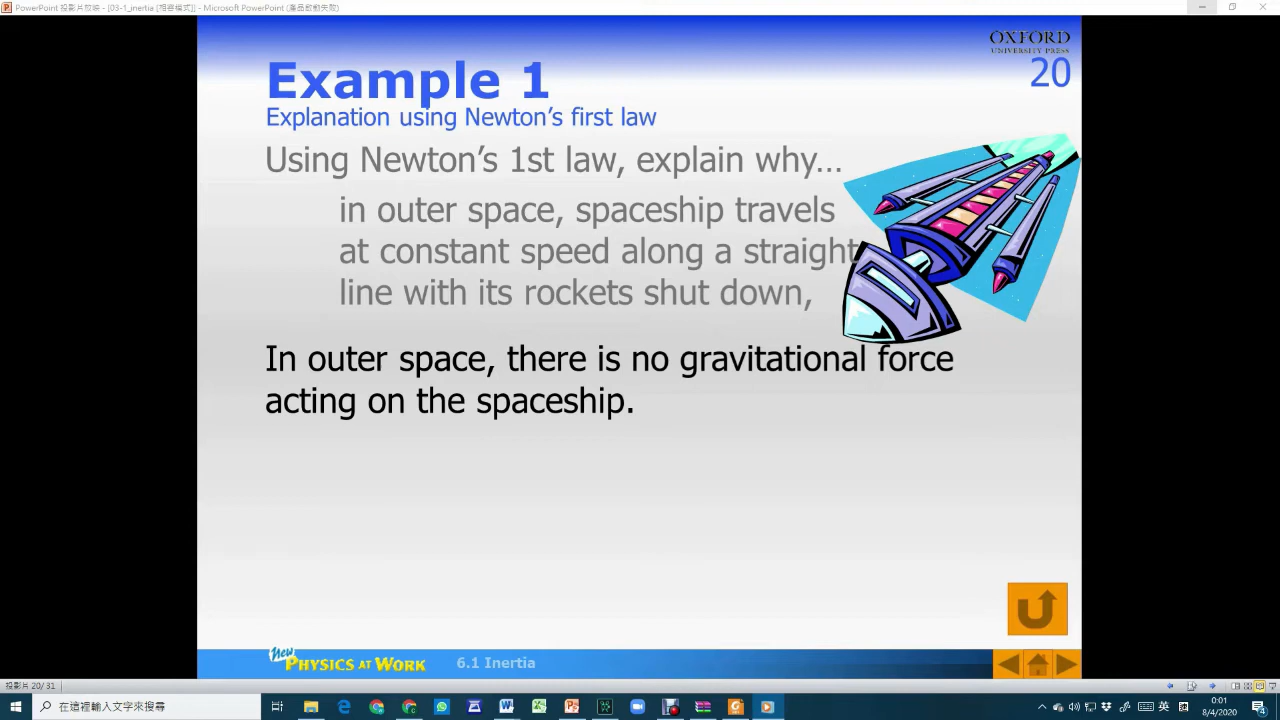 PowerPoint 投影片放映 - [03-1_inertia [相容模式]] - Microsoft PowerPoint (產品啟動失敗)
OXFORD
UNIVERSITY PRESS
20
Example 1
Explanation using Newton's first law
Using Newton's 1st law, explain why…
in outer space, spaceship travels
at constant speed along a straight
line with its rockets shut down,
In outer space, there is no gravitational force
acting on the spaceship.
New
PHYSICS AT WORK
6.1 Inertia
投影片 20/31
在這裡輸入文字來搜尋
英
0:01
8/4/2020
4